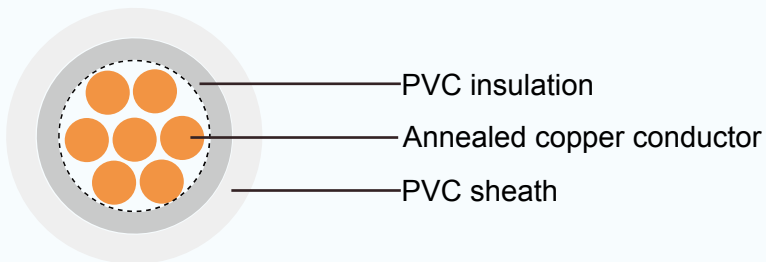 PVC insulation
Annealed copper conductor
PVC sheath